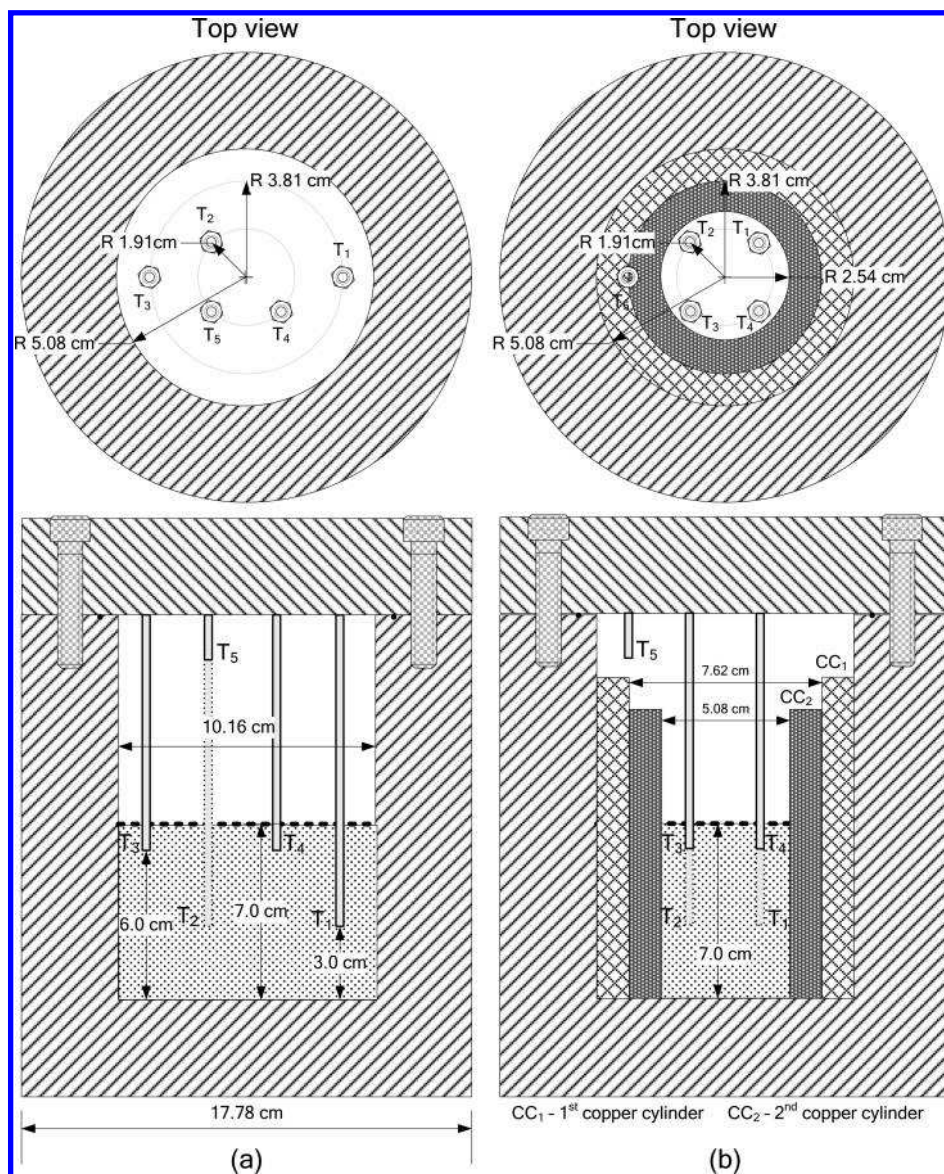 Top view
R 3.81 cm
T2
R 1.91cm
T1
T3
T5
T4
R 5.08 cm
T5
10.16 cm
T3
T4
6.0 cm
T2
7.0 cm
T1
3.0 cm
17.78 cm
(a)
Top view
R 3.81 cm
T2
T1
R 1.91cm
R 2.54 cm
T5
T3
T4
R 5.08 cm
T5
7.62 cm
CC1
5.08 cm
CC2
T3
T4
T2
T1
7.0 cm
CC1 - 1st copper cylinder
CC2 - 2nd copper cylinder
(b)